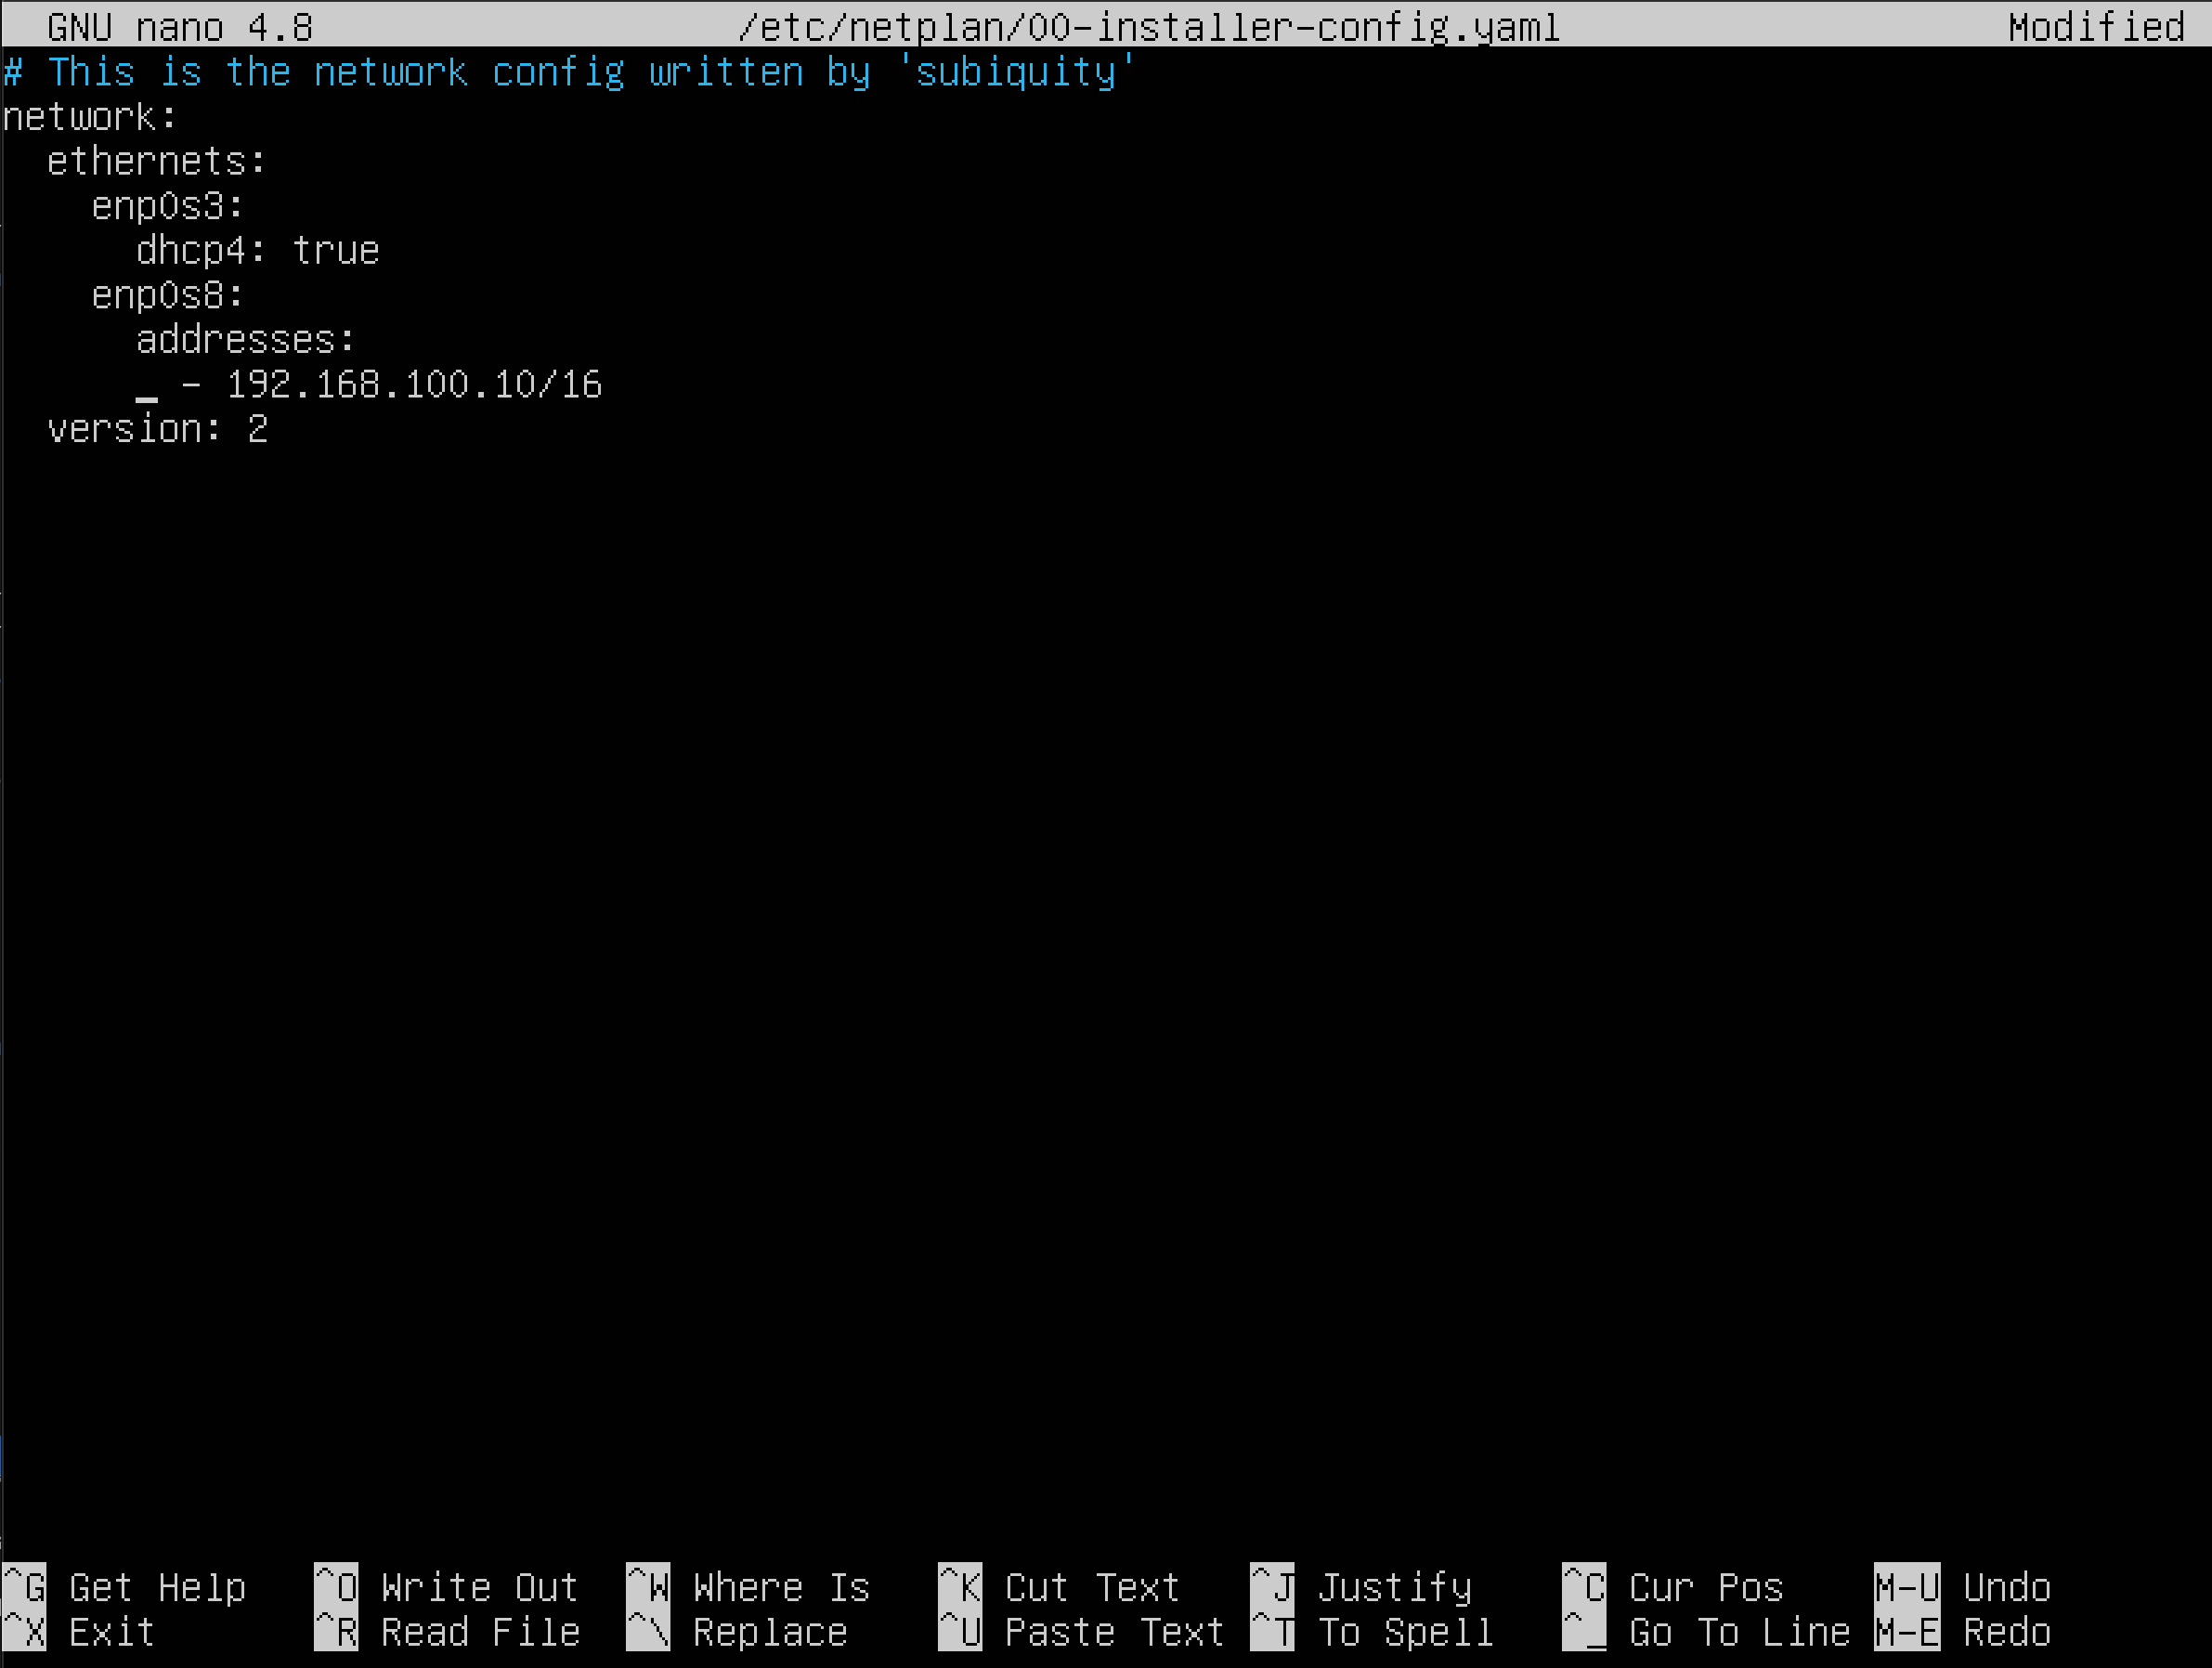 GNU nano 4.8 /etc/netplan/00-installer-config.yaml Modified
# This is the network config written by 'subiquity'
network:
  ethernets:
    enp0s3:
      dhcp4: true
    enp0s8:
      addresses:
        - 192.168.100.10/16
  version: 2
^G Get Help ^O Write Out ^W Where Is ^K Cut Text ^J Justify ^C Cur Pos M-U Undo
^X Exit ^R Read File ^\ Replace ^U Paste Text ^T To Spell ^_ Go To Line M-E Redo